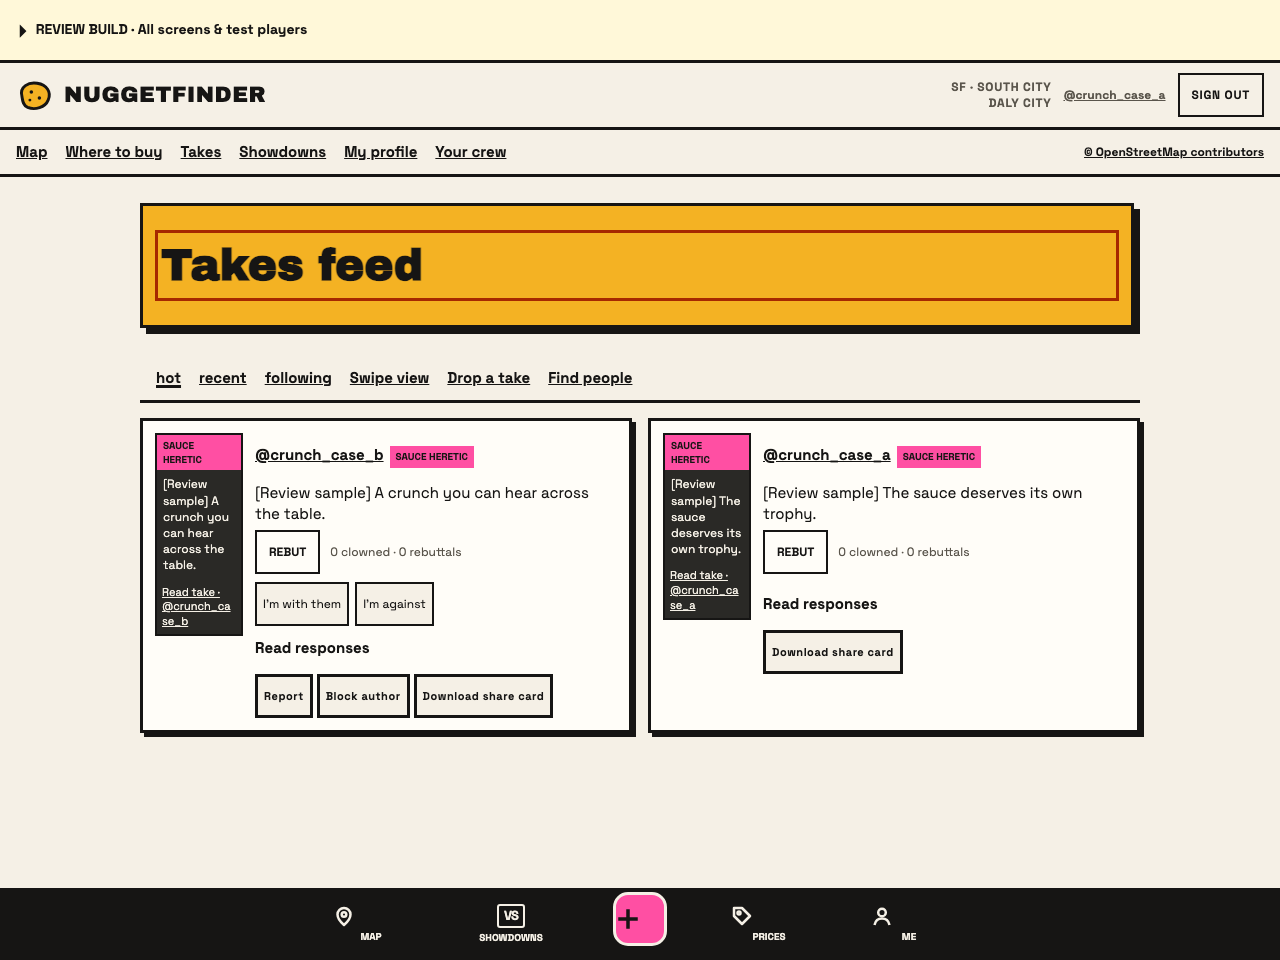 REVIEW BUILD · All screens & test players
NUGGETFINDER
SF · SOUTH CITY
DALY CITY
@crunch_case_a
SIGN OUT
Map
Where to buy
Takes
Showdowns
My profile
Your crew
© OpenStreetMap contributors
Takes feed
hot
recent
following
Swipe view
Drop a take
Find people
SAUCE
HERETIC
[Review
sample] A
crunch you
can hear
across the
table.
Read take ·
@crunch_ca
se_b
@crunch_case_b
SAUCE HERETIC
[Review sample] A crunch you can hear across
the table.
REBUT
0 clowned · 0 rebuttals
I'm with them
I'm against
Read responses
Report
Block author
Download share card
SAUCE
HERETIC
[Review
sample] The
sauce
deserves its
own trophy.
Read take ·
@crunch_ca
se_a
@crunch_case_a
SAUCE HERETIC
[Review sample] The sauce deserves its own
trophy.
REBUT
0 clowned · 0 rebuttals
Read responses
Download share card
MAP
VS
SHOWDOWNS
+
PRICES
ME